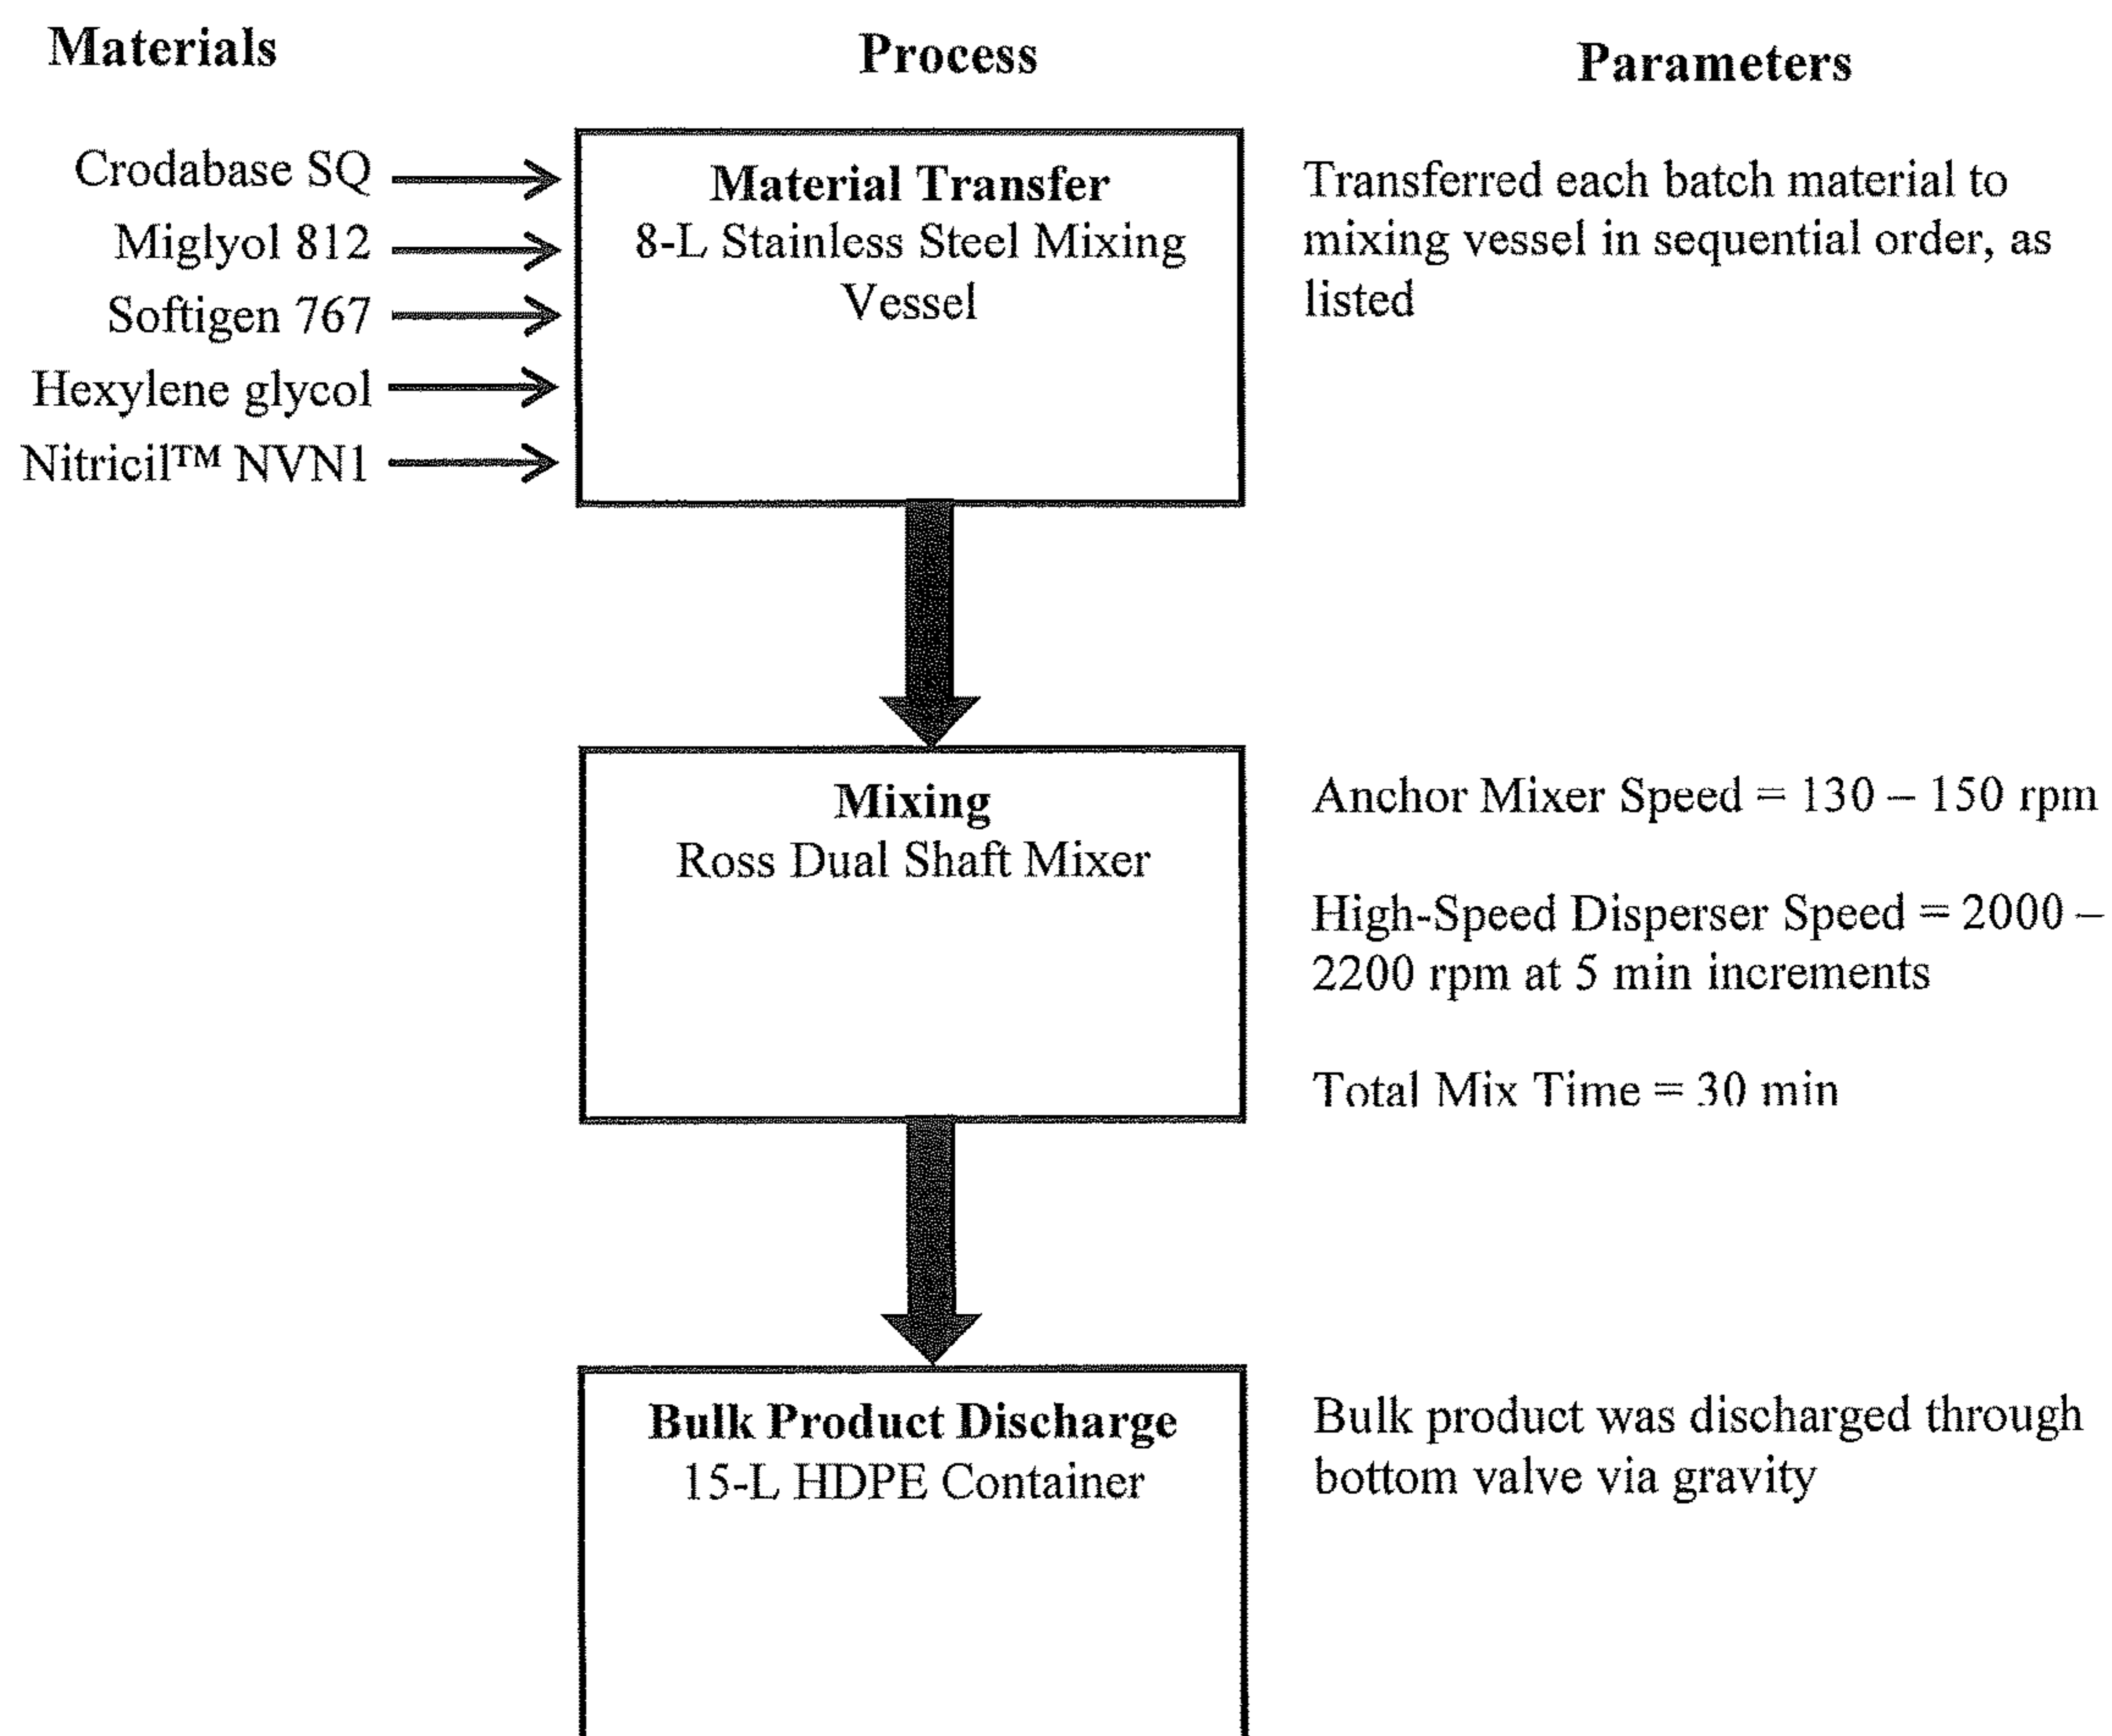 Materials
Process
Parameters
Crodabase SQ
Miglyol 812
Softigen 767
Hexylene glycol
Nitricil™ NVN1
Material Transfer
8-L Stainless Steel Mixing
Vessel
Transferred each batch material to
mixing vessel in sequential order, as
listed
Mixing
Ross Dual Shaft Mixer
Anchor Mixer Speed = 130 – 150 rpm
High-Speed Disperser Speed = 2000 –
2200 rpm at 5 min increments
Total Mix Time = 30 min
Bulk Product Discharge
15-L HDPE Container
Bulk product was discharged through
bottom valve via gravity